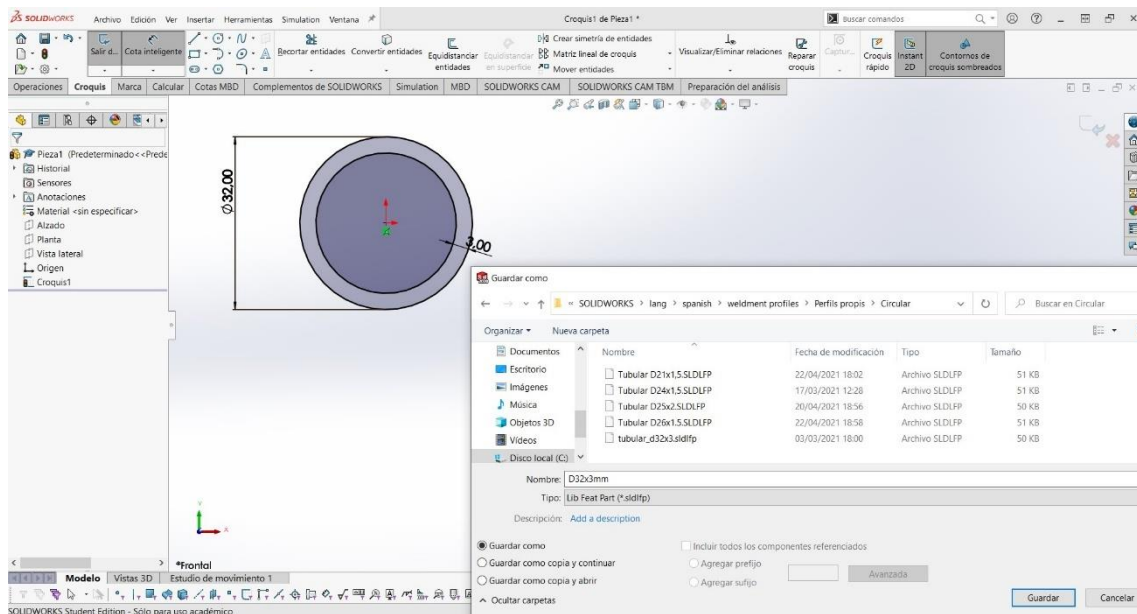 SOLIDWORKS Archivo Edición Ver Insertar Herramientas Simulation Ventana Croquis1 de Pieza1 * Buscar comandos
Salir d... Cota inteligente Recortar entidades Convertir entidades Equidistanciar entidades Equidistanciar en superficie Crear simetría de entidades Visualizar/Eliminar relaciones Reparar croquis Captur... Croquis rápido Instant 2D Contornos de croquis sombreados
Matriz lineal de croquis
Mover entidades
Operaciones Croquis Marca Calcular Cotas MBD Complementos de SOLIDWORKS Simulation MBD SOLIDWORKS CAM SOLIDWORKS CAM TBM Preparación del análisis
Pieza1 (Predeterminado<<Prede
Historial
Sensores
Anotaciones
Material <sin especificar>
Alzado
Planta
Vista lateral
Origen
Croquis1
Ø32,00
3,00
Guardar como
« SOLIDWORKS > lang > spanish > weldment profiles > Perfils propis > Circular Buscar en Circular
Organizar Nueva carpeta
Documentos
Escritorio
Imágenes
Música
Objetos 3D
Vídeos
Disco local (C:)
Nombre Fecha de modificación Tipo Tamaño
Tubular D21x1,5.SLDLFP 22/04/2021 18:02 Archivo SLDLFP 51 KB
Tubular D24x1,5.SLDLFP 17/03/2021 12:28 Archivo SLDLFP 51 KB
Tubular D25x2.SLDLFP 20/04/2021 18:56 Archivo SLDLFP 50 KB
Tubular D26x1.5.SLDLFP 22/04/2021 18:58 Archivo SLDLFP 51 KB
tubular_d32x3.sldlfp 03/03/2021 18:00 Archivo SLDLFP 50 KB
Nombre: D32x3mm
Tipo: Lib Feat Part (*.sldlfp)
Descripción: Add a description
Guardar como
Guardar como copia y continuar
Guardar como copia y abrir
Incluir todos los componentes referenciados
Agregar prefijo
Agregar sufijo
Avanzada
Ocultar carpetas
Guardar Cancelar
*Frontal
Modelo Vistas 3D Estudio de movimiento 1
SOLIDWORKS Student Edition - Sólo para uso académico